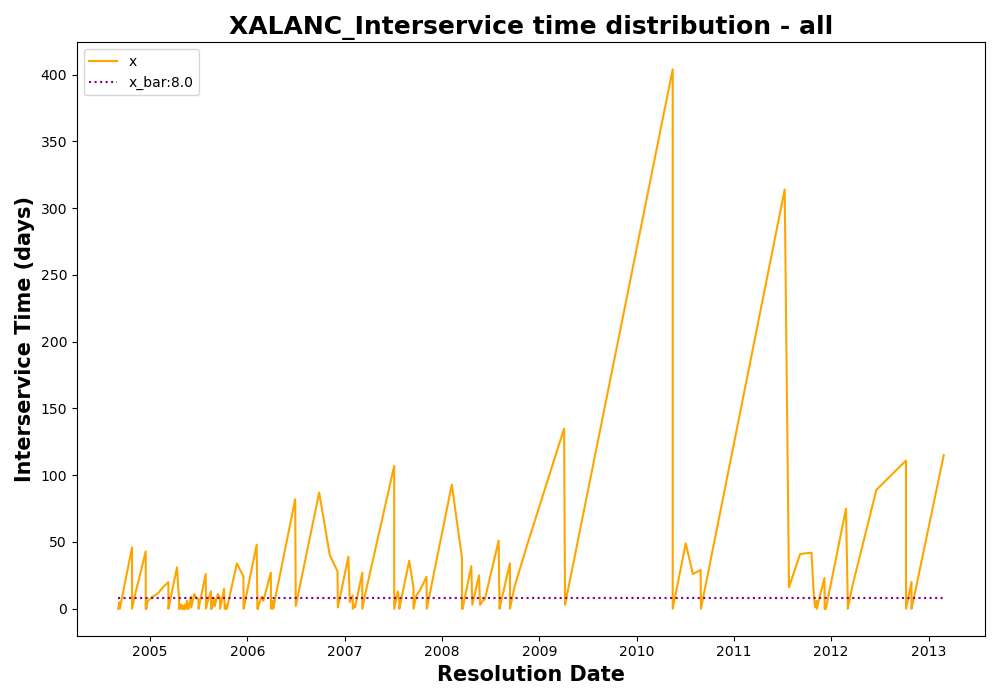 XALANC_Interservice time distribution - all
x
x_bar:8.0
Interservice Time (days)
400
350
300
250
200
150
100
50
0
2005 2006 2007 2008 2009 2010 2011 2012 2013
Resolution Date